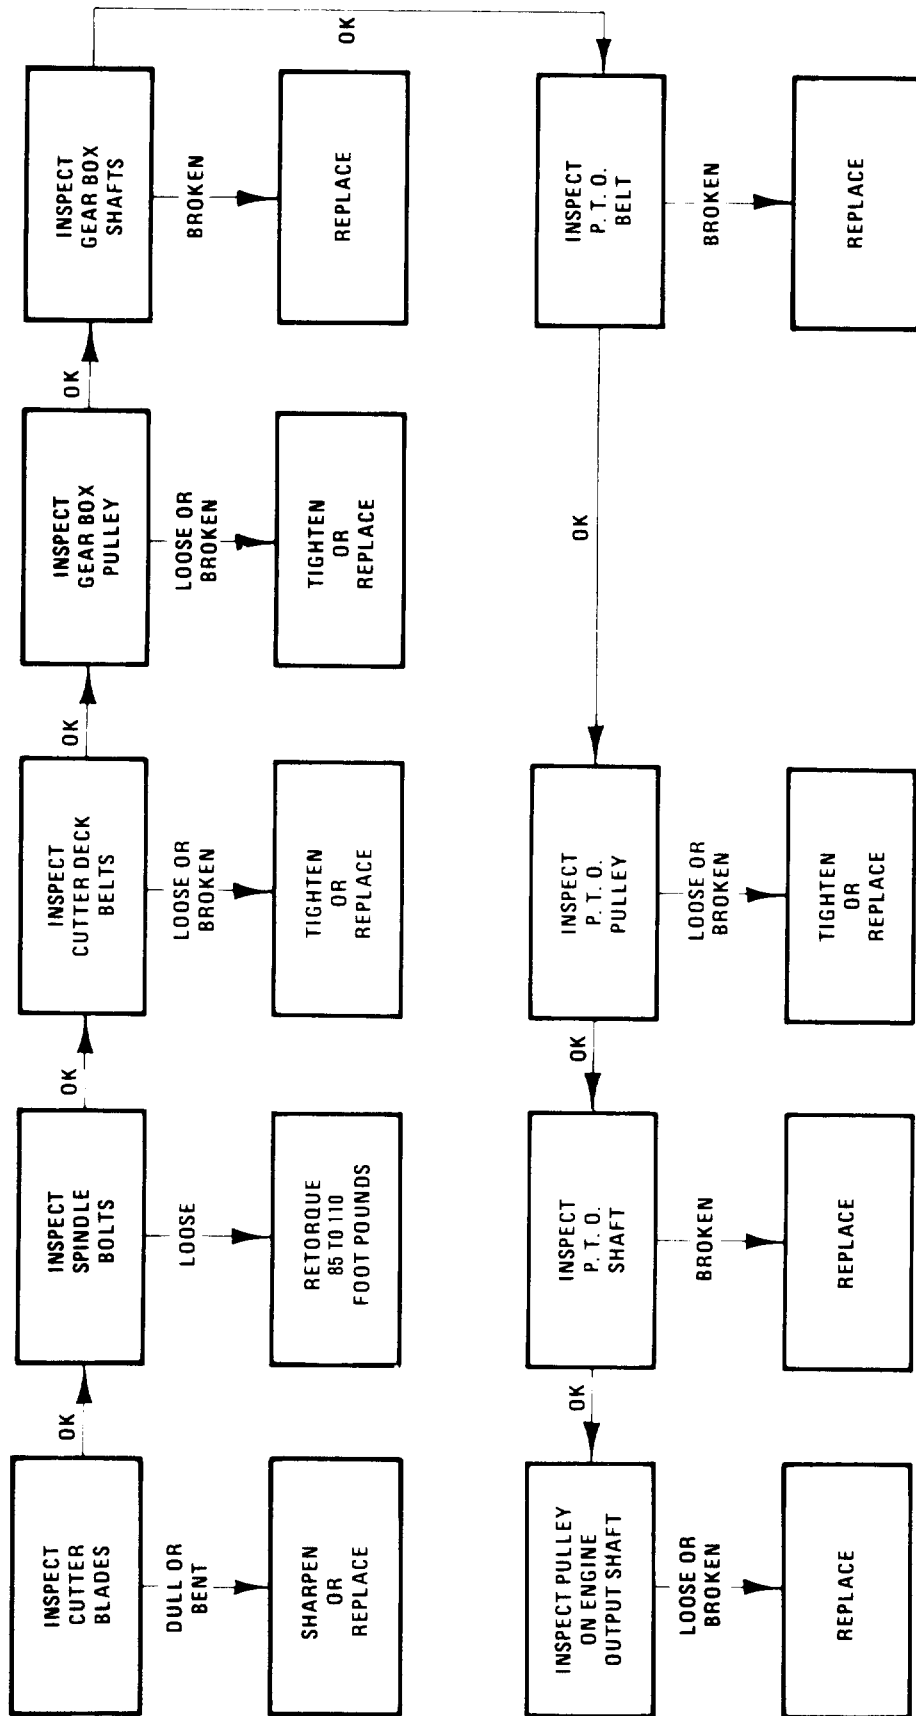 INSPECT
CUTTER
BLADES
OK
DULL OR
BENT
SHARPEN
OR
REPLACE
INSPECT
SPINDLE
BOLTS
OK
LOOSE
RETORQUE
85 TO 110
FOOT POUNDS
INSPECT
CUTTER DECK
BELTS
OK
LOOSE OR
BROKEN
TIGHTEN
OR
REPLACE
INSPECT
GEAR BOX
PULLEY
OK
LOOSE OR
BROKEN
TIGHTEN
OR
REPLACE
INSPECT
GEAR BOX
SHAFTS
OK
BROKEN
REPLACE
INSPECT
P. T. O.
BELT
BROKEN
REPLACE
OK
INSPECT
P. T. O.
PULLEY
LOOSE OR
BROKEN
TIGHTEN
OR
REPLACE
OK
INSPECT
P. T. O.
SHAFT
BROKEN
REPLACE
OK
INSPECT PULLEY
ON ENGINE
OUTPUT SHAFT
LOOSE OR
BROKEN
REPLACE